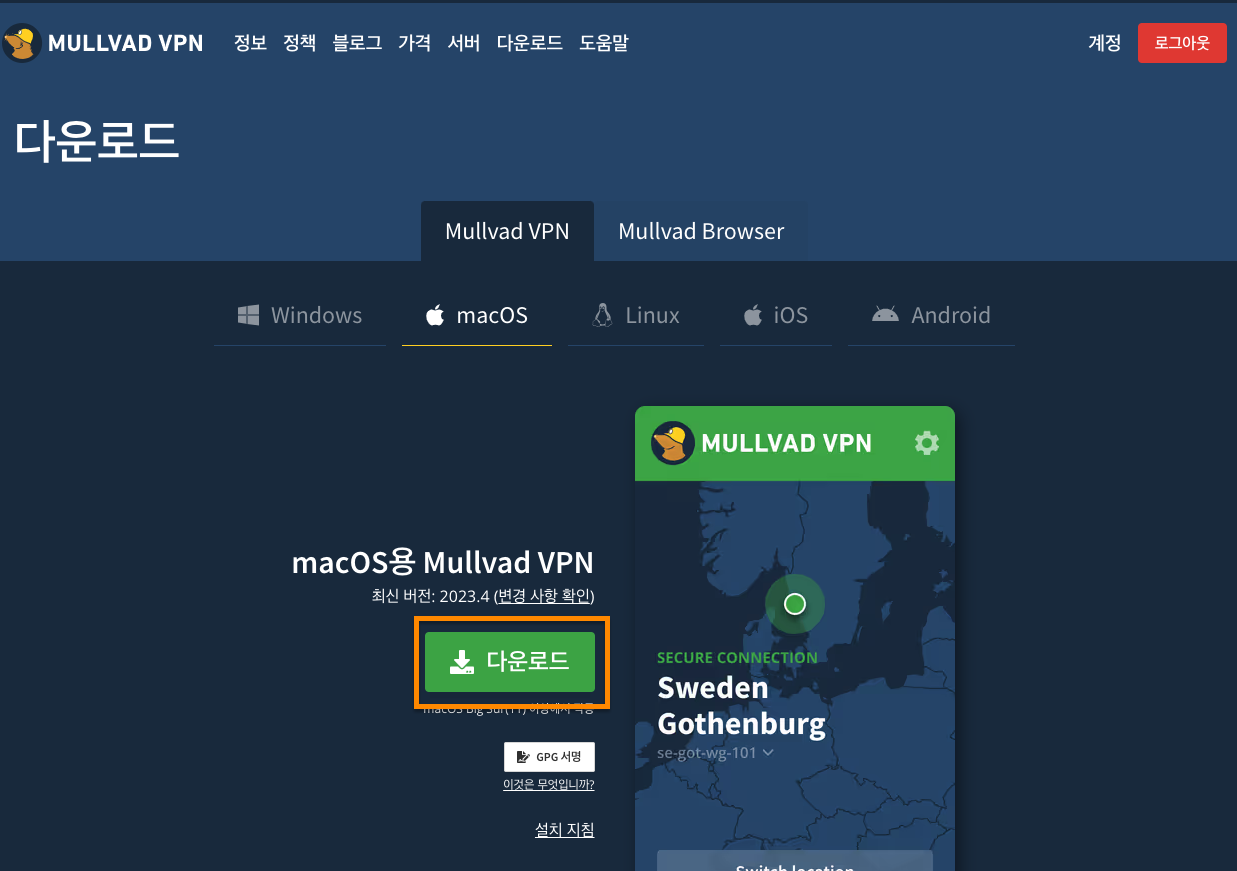 MULLVAD VPN 정보 정책 블로그 가격 서버 다운로드 도움말 계정 로그아웃
다운로드
Mullvad VPN Mullvad Browser
Windows macOS Linux iOS Android
MULLVAD VPN
macOS용 Mullvad VPN
최신 버전: 2023.4 (변경 사항 확인)
다운로드
macOS Big Sur(11) 이상에서 작동
GPG 서명
이것은 무엇입니까?
설치 지침
SECURE CONNECTION
Sweden
Gothenburg
se-got-wg-101
Switch location